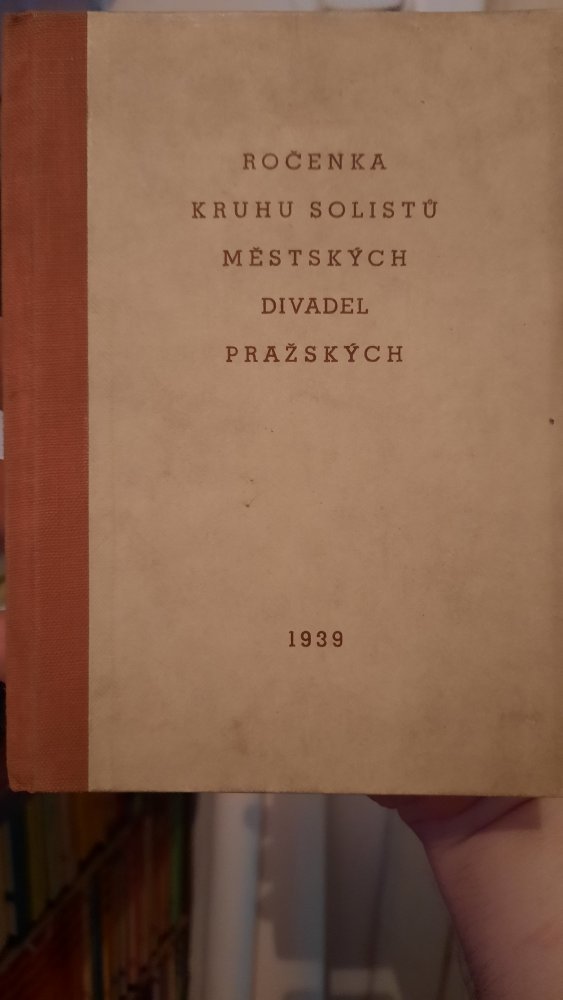 ROČENKA
KRUHU SOLISTŮ
MĚSTSKÝCH
DIVADEL
PRAŽSKÝCH
1939